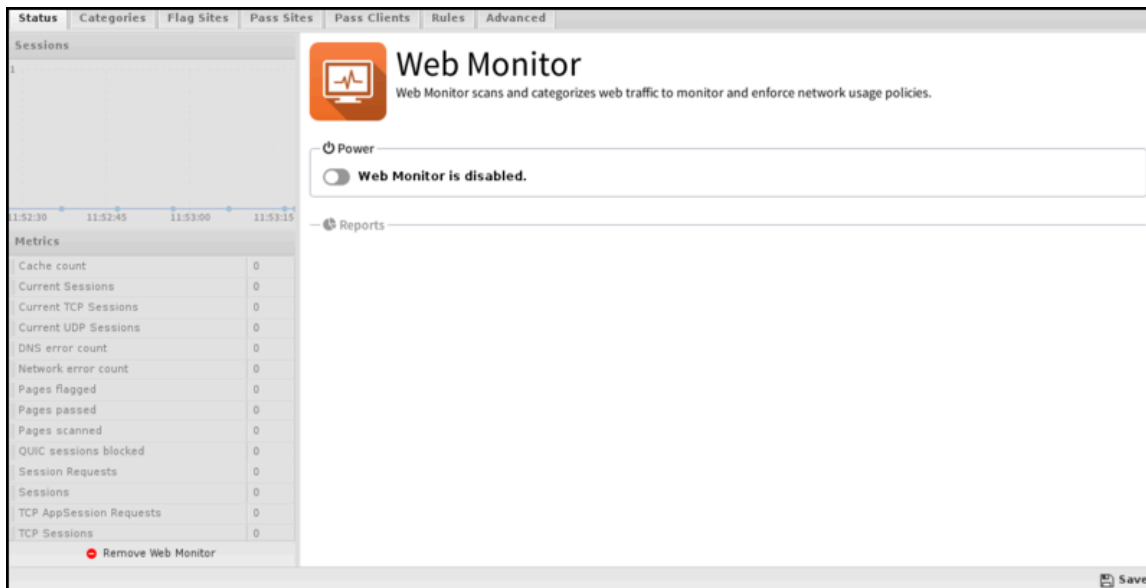 Status Categories Flag Sites Pass Sites Pass Clients Rules Advanced
Sessions
1
11:52:30 11:52:45 11:53:00 11:53:15
Metrics
Cache count 0
Current Sessions 0
Current TCP Sessions 0
Current UDP Sessions 0
DNS error count 0
Network error count 0
Pages flagged 0
Pages passed 0
Pages scanned 0
QUIC sessions blocked 0
Session Requests 0
Sessions 0
TCP AppSession Requests 0
TCP Sessions 0
Remove Web Monitor
Web Monitor
Web Monitor scans and categorizes web traffic to monitor and enforce network usage policies.
Power
Web Monitor is disabled.
Reports
Save